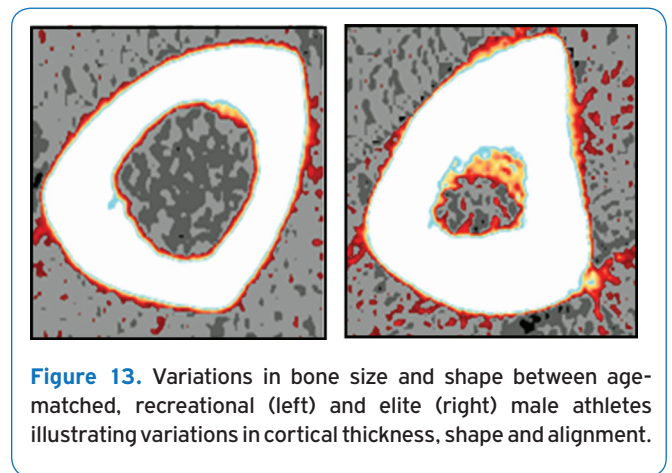 Figure 13. Variations in bone size and shape between age-
matched, recreational (left) and elite (right) male athletes
illustrating variations in cortical thickness, shape and alignment.